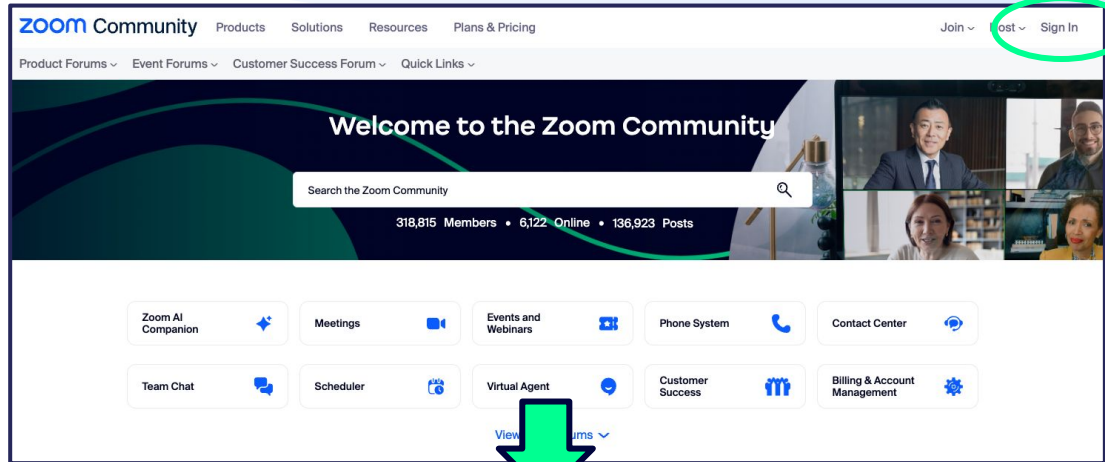 zoom Community Products Solutions Resources Plans & Pricing Join Post Sign In
Product Forums Event Forums Customer Success Forum Quick Links
Welcome to the Zoom Community
Search the Zoom Community
318,815 Members • 6,122 Online • 136,923 Posts
Zoom AI Companion
Meetings
Events and Webinars
Phone System
Contact Center
Team Chat
Scheduler
Virtual Agent
Customer Success
Billing & Account Management
View